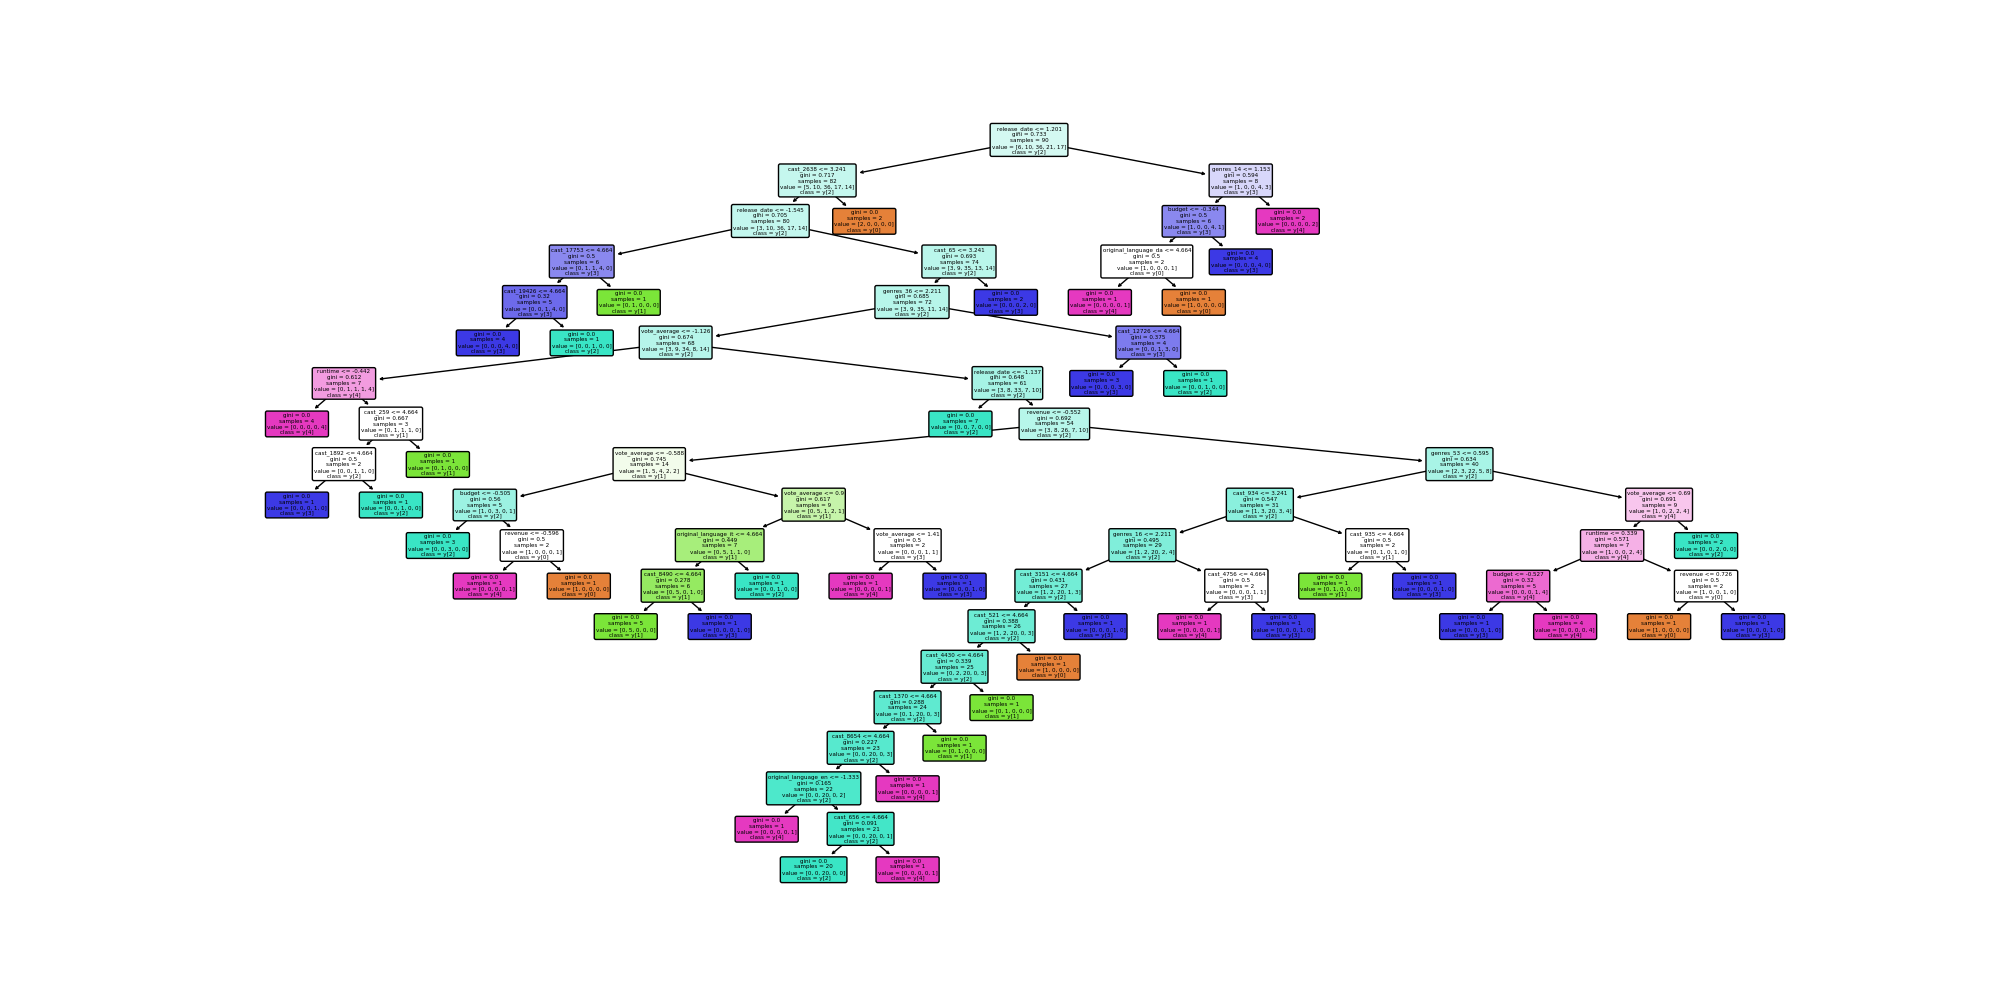 release_date <= 1.201
gini = 0.733
samples = 90
value = [6, 10, 36, 21, 17]
class = y[2]
cast_2638 <= 3.241
gini = 0.717
samples = 82
value = [5, 10, 36, 17, 14]
class = y[2]
genres_14 <= 1.153
gini = 0.594
samples = 8
value = [1, 0, 0, 4, 3]
class = y[3]
release_date <= -1.545
gini = 0.705
samples = 80
value = [3, 10, 36, 17, 14]
class = y[2]
gini = 0.0
samples = 2
value = [2, 0, 0, 0, 0]
class = y[0]
budget <= -0.344
gini = 0.5
samples = 6
value = [1, 0, 0, 4, 1]
class = y[3]
gini = 0.0
samples = 2
value = [0, 0, 0, 0, 2]
class = y[4]
cast_17753 <= 4.664
gini = 0.5
samples = 6
value = [0, 1, 1, 4, 0]
class = y[3]
cast_65 <= 3.241
gini = 0.693
samples = 74
value = [3, 9, 35, 13, 14]
class = y[2]
original_language_da <= 4.664
gini = 0.5
samples = 2
value = [1, 0, 0, 0, 1]
class = y[0]
gini = 0.0
samples = 4
value = [0, 0, 0, 4, 0]
class = y[3]
cast_19426 <= 4.664
gini = 0.32
samples = 5
value = [0, 0, 1, 4, 0]
class = y[3]
gini = 0.0
samples = 1
value = [0, 1, 0, 0, 0]
class = y[1]
genres_36 <= 2.211
gini = 0.685
samples = 72
value = [3, 9, 35, 11, 14]
class = y[2]
gini = 0.0
samples = 2
value = [0, 0, 0, 2, 0]
class = y[3]
gini = 0.0
samples = 1
value = [0, 0, 0, 0, 1]
class = y[4]
gini = 0.0
samples = 1
value = [1, 0, 0, 0, 0]
class = y[0]
gini = 0.0
samples = 4
value = [0, 0, 0, 4, 0]
class = y[3]
gini = 0.0
samples = 1
value = [0, 0, 1, 0, 0]
class = y[2]
vote_average <= -1.126
gini = 0.674
samples = 68
value = [3, 9, 34, 8, 14]
class = y[2]
cast_12726 <= 4.664
gini = 0.375
samples = 4
value = [0, 0, 1, 3, 0]
class = y[3]
runtime <= -0.442
gini = 0.612
samples = 7
value = [0, 1, 1, 1, 4]
class = y[4]
release_date <= -1.137
gini = 0.648
samples = 61
value = [3, 8, 33, 7, 10]
class = y[2]
gini = 0.0
samples = 3
value = [0, 0, 0, 3, 0]
class = y[3]
gini = 0.0
samples = 1
value = [0, 0, 1, 0, 0]
class = y[2]
gini = 0.0
samples = 4
value = [0, 0, 0, 0, 4]
class = y[4]
cast_259 <= 4.664
gini = 0.667
samples = 3
value = [0, 1, 1, 1, 0]
class = y[1]
gini = 0.0
samples = 7
value = [0, 0, 7, 0, 0]
class = y[2]
revenue <= -0.552
gini = 0.692
samples = 54
value = [3, 8, 26, 7, 10]
class = y[2]
cast_1892 <= 4.664
gini = 0.5
samples = 2
value = [0, 0, 1, 1, 0]
class = y[2]
gini = 0.0
samples = 1
value = [0, 1, 0, 0, 0]
class = y[1]
vote_average <= -0.588
gini = 0.745
samples = 14
value = [1, 5, 4, 2, 2]
class = y[1]
genres_53 <= 0.595
gini = 0.634
samples = 40
value = [2, 3, 22, 5, 8]
class = y[2]
gini = 0.0
samples = 1
value = [0, 0, 0, 1, 0]
class = y[3]
gini = 0.0
samples = 1
value = [0, 0, 1, 0, 0]
class = y[2]
budget <= -0.505
gini = 0.56
samples = 5
value = [1, 0, 3, 0, 1]
class = y[2]
vote_average <= 0.9
gini = 0.617
samples = 9
value = [0, 5, 1, 2, 1]
class = y[1]
cast_934 <= 3.241
gini = 0.547
samples = 31
value = [1, 3, 20, 3, 4]
class = y[2]
vote_average <= 0.69
gini = 0.691
samples = 9
value = [1, 0, 2, 2, 4]
class = y[4]
gini = 0.0
samples = 3
value = [0, 0, 3, 0, 0]
class = y[2]
revenue <= -0.596
gini = 0.5
samples = 2
value = [1, 0, 0, 0, 1]
class = y[0]
original_language_it <= 4.664
gini = 0.449
samples = 7
value = [0, 5, 1, 1, 0]
class = y[1]
vote_average <= 1.41
gini = 0.5
samples = 2
value = [0, 0, 0, 1, 1]
class = y[3]
genres_16 <= 2.211
gini = 0.495
samples = 29
value = [1, 2, 20, 2, 4]
class = y[2]
cast_935 <= 4.664
gini = 0.5
samples = 2
value = [0, 1, 0, 1, 0]
class = y[1]
runtime <= 0.339
gini = 0.571
samples = 7
value = [1, 0, 0, 2, 4]
class = y[4]
gini = 0.0
samples = 2
value = [0, 0, 2, 0, 0]
class = y[2]
gini = 0.0
samples = 1
value = [0, 0, 0, 0, 1]
class = y[4]
gini = 0.0
samples = 1
value = [1, 0, 0, 0, 0]
class = y[0]
cast_8490 <= 4.664
gini = 0.278
samples = 6
value = [0, 5, 0, 1, 0]
class = y[1]
gini = 0.0
samples = 1
value = [0, 0, 1, 0, 0]
class = y[2]
gini = 0.0
samples = 1
value = [0, 0, 0, 0, 1]
class = y[4]
gini = 0.0
samples = 1
value = [0, 0, 0, 1, 0]
class = y[3]
cast_3151 <= 4.664
gini = 0.431
samples = 27
value = [1, 2, 20, 1, 3]
class = y[2]
cast_4756 <= 4.664
gini = 0.5
samples = 2
value = [0, 0, 0, 1, 1]
class = y[3]
gini = 0.0
samples = 1
value = [0, 1, 0, 0, 0]
class = y[1]
gini = 0.0
samples = 1
value = [0, 0, 0, 1, 0]
class = y[3]
budget <= -0.527
gini = 0.32
samples = 5
value = [0, 0, 0, 1, 4]
class = y[4]
revenue <= 0.726
gini = 0.5
samples = 2
value = [1, 0, 0, 1, 0]
class = y[0]
gini = 0.0
samples = 5
value = [0, 5, 0, 0, 0]
class = y[1]
gini = 0.0
samples = 1
value = [0, 0, 0, 1, 0]
class = y[3]
cast_521 <= 4.664
gini = 0.388
samples = 26
value = [1, 2, 20, 0, 3]
class = y[2]
gini = 0.0
samples = 1
value = [0, 0, 0, 1, 0]
class = y[3]
gini = 0.0
samples = 1
value = [0, 0, 0, 0, 1]
class = y[4]
gini = 0.0
samples = 1
value = [0, 0, 0, 1, 0]
class = y[3]
gini = 0.0
samples = 1
value = [0, 0, 0, 1, 0]
class = y[3]
gini = 0.0
samples = 4
value = [0, 0, 0, 0, 4]
class = y[4]
gini = 0.0
samples = 1
value = [1, 0, 0, 0, 0]
class = y[0]
gini = 0.0
samples = 1
value = [0, 0, 0, 1, 0]
class = y[3]
cast_4430 <= 4.664
gini = 0.339
samples = 25
value = [0, 2, 20, 0, 3]
class = y[2]
gini = 0.0
samples = 1
value = [1, 0, 0, 0, 0]
class = y[0]
cast_1370 <= 4.664
gini = 0.288
samples = 24
value = [0, 1, 20, 0, 3]
class = y[2]
gini = 0.0
samples = 1
value = [0, 1, 0, 0, 0]
class = y[1]
cast_8654 <= 4.664
gini = 0.227
samples = 23
value = [0, 0, 20, 0, 3]
class = y[2]
gini = 0.0
samples = 1
value = [0, 1, 0, 0, 0]
class = y[1]
original_language_en <= -1.333
gini = 0.165
samples = 22
value = [0, 0, 20, 0, 2]
class = y[2]
gini = 0.0
samples = 1
value = [0, 0, 0, 0, 1]
class = y[4]
gini = 0.0
samples = 1
value = [0, 0, 0, 0, 1]
class = y[4]
cast_656 <= 4.664
gini = 0.091
samples = 21
value = [0, 0, 20, 0, 1]
class = y[2]
gini = 0.0
samples = 20
value = [0, 0, 20, 0, 0]
class = y[2]
gini = 0.0
samples = 1
value = [0, 0, 0, 0, 1]
class = y[4]